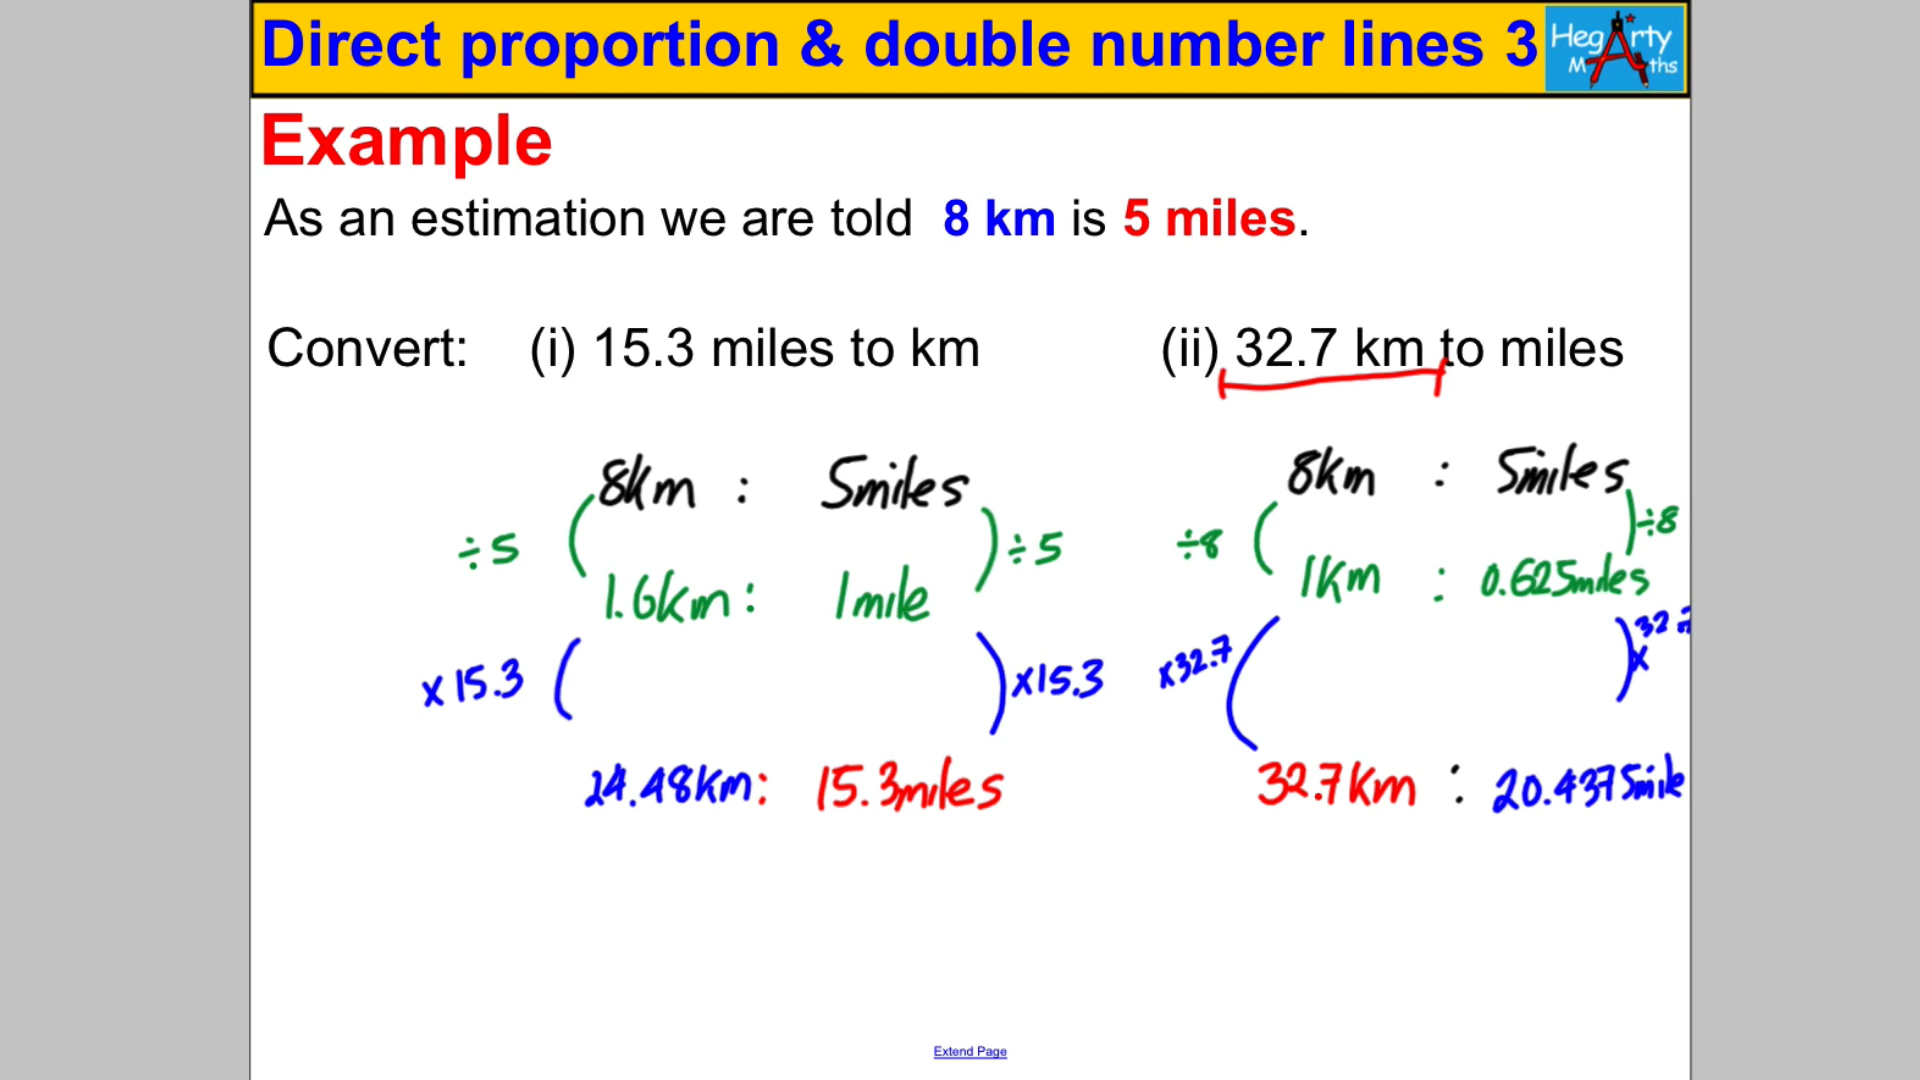 Direct proportion & double number lines 3
HegArty
Maths
Example
As an estimation we are told 8 km is 5 miles.
Convert: (i) 15.3 miles to km (ii) 32.7 km to miles
8km : 5miles 8km : 5miles
÷5 ÷5 ÷8 ÷8
1.6km : 1mile 1km : 0.625miles
×15.3 ×15.3 ×32.7 ×32.7
24.48km : 15.3miles 32.7km : 20.4375mile
Extend Page